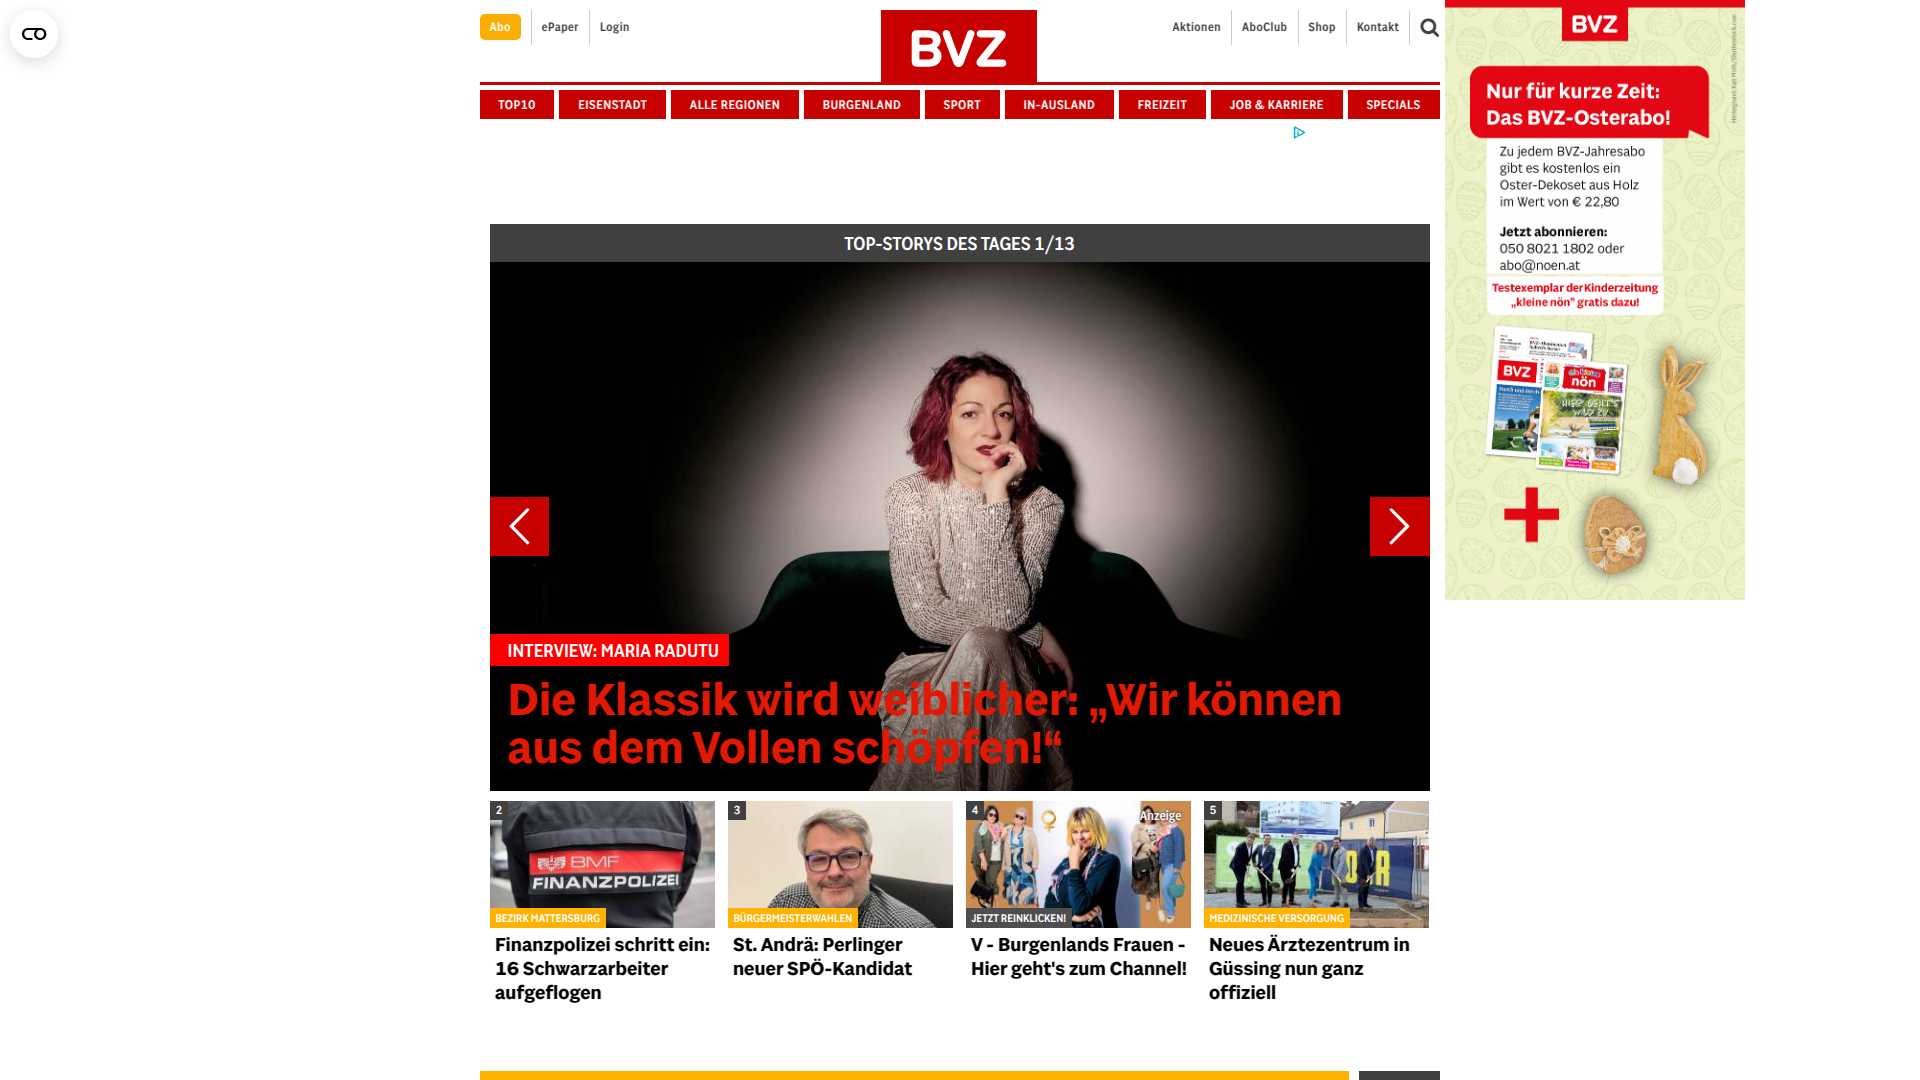 Abo
ePaper
Login
BVZ
Aktionen
AboClub
Shop
Kontakt
TOP10
EISENSTADT
ALLE REGIONEN
BURGENLAND
SPORT
IN-AUSLAND
FREIZEIT
JOB & KARRIERE
SPECIALS
TOP-STORYS DES TAGES 1/13
INTERVIEW: MARIA RADUTU
Die Klassik wird weiblicher: „Wir können
aus dem Vollen schöpfen!“
2
BMF
FINANZPOLIZEI
BEZIRK MATTERSBURG
Finanzpolizei schritt ein:
16 Schwarzarbeiter
aufgeflogen
3
BÜRGERMEISTERWAHLEN
St. Andrä: Perlinger
neuer SPÖ-Kandidat
4
Anzeige
JETZT REINKLICKEN!
V - Burgenlands Frauen -
Hier geht's zum Channel!
5
MEDIZINISCHE VERSORGUNG
Neues Ärztezentrum in
Güssing nun ganz
offiziell
BVZ
Nur für kurze Zeit:
Das BVZ-Osterabo!
Zu jedem BVZ-Jahresabo
gibt es kostenlos ein
Oster-Dekoset aus Holz
im Wert von € 22,80
Jetzt abonnieren:
050 8021 1802 oder
abo@noen.at
Testexemplar der Kinderzeitung
„kleine nön“ gratis dazu!
BVZ
nön